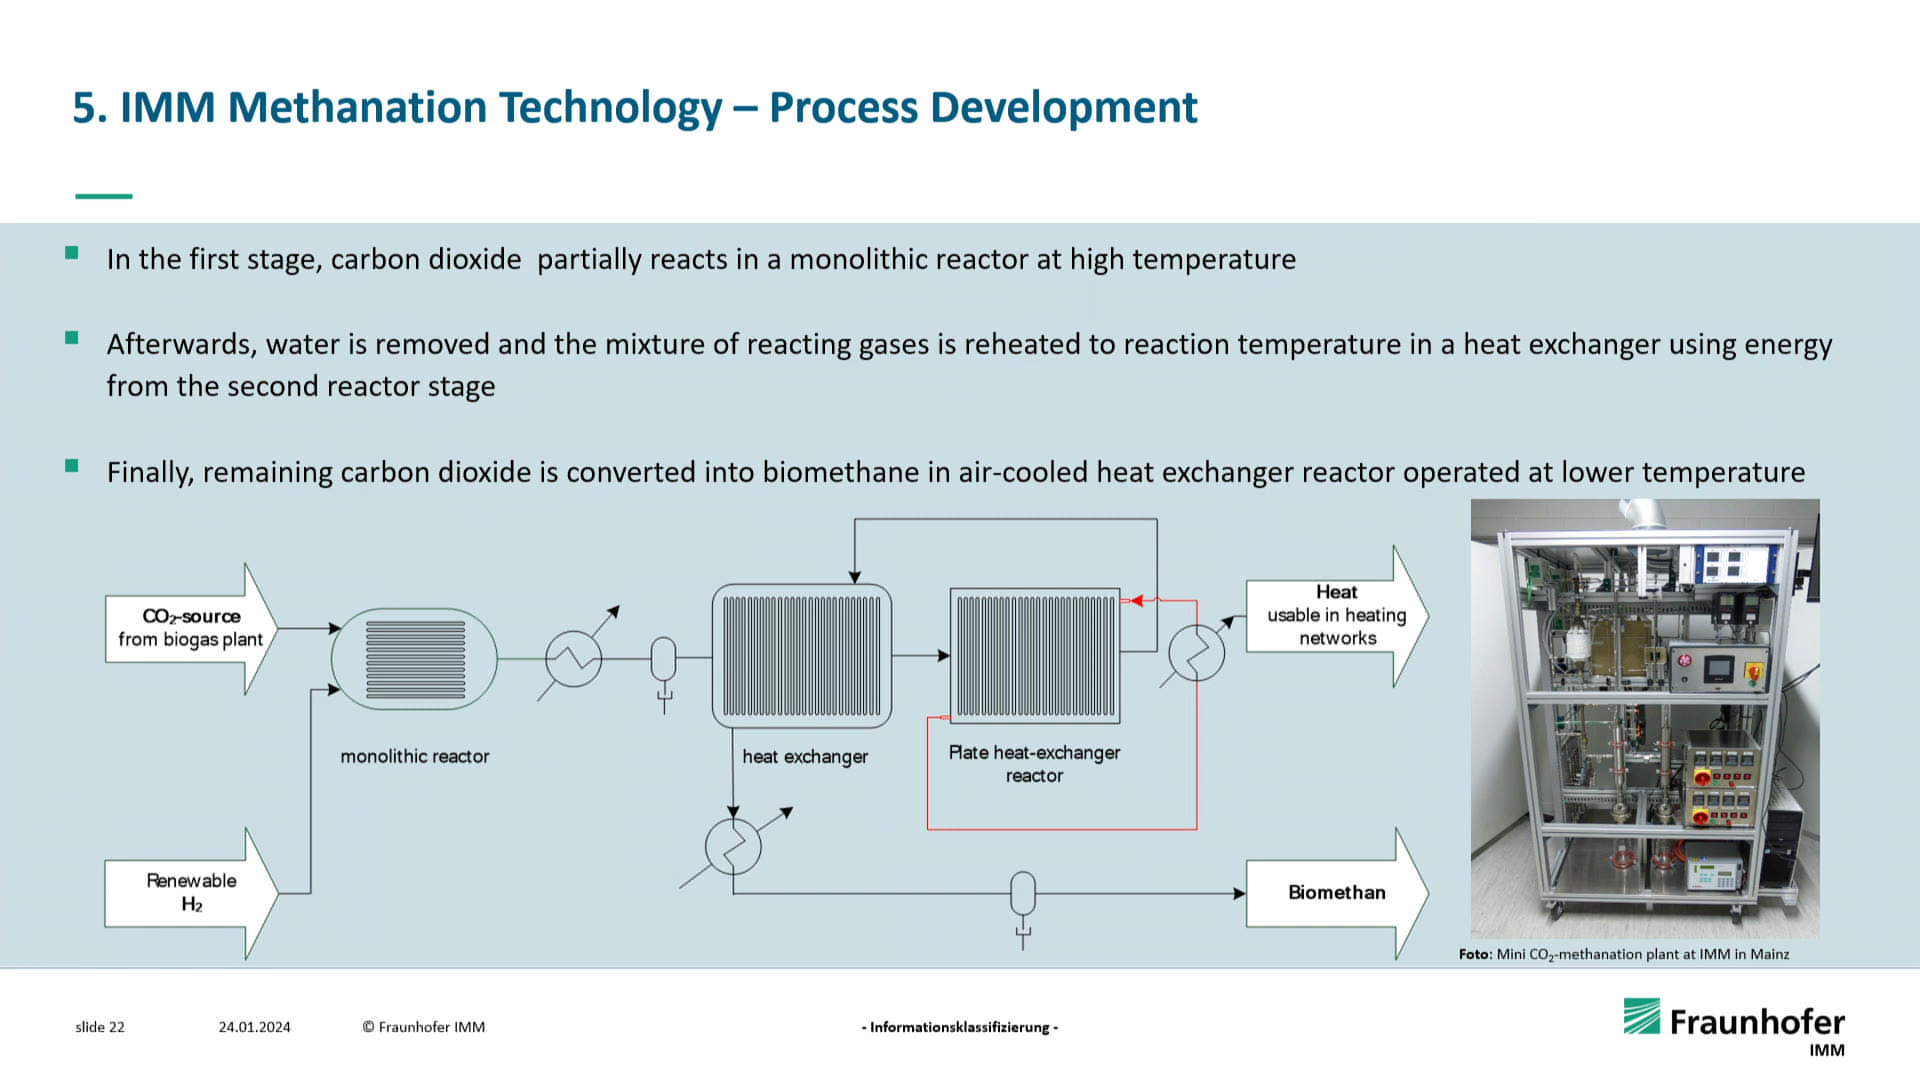 5. IMM Methanation Technology – Process Development
In the first stage, carbon dioxide partially reacts in a monolithic reactor at high temperature
Afterwards, water is removed and the mixture of reacting gases is reheated to reaction temperature in a heat exchanger using energy
from the second reactor stage
Finally, remaining carbon dioxide is converted into biomethane in air-cooled heat exchanger reactor operated at lower temperature
CO₂-source
from biogas plant
Heat
usable in heating
networks
monolithic reactor
heat exchanger
Plate heat-exchanger
reactor
Renewable
H₂
Biomethan
Foto: Mini CO₂-methanation plant at IMM in Mainz
slide 22
24.01.2024
© Fraunhofer IMM
- Informationsklassifizierung -
Fraunhofer
IMM